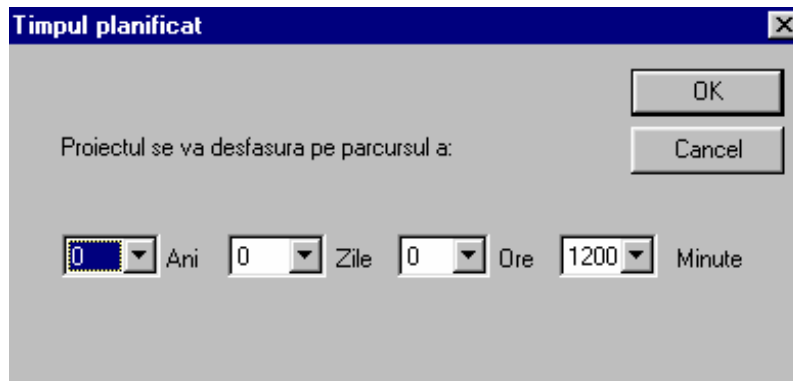 Timpul planificat
OK
Proiectul se va desfasura pe parcursul a:
Cancel
0 Ani 0 Zile 0 Ore 1200 Minute